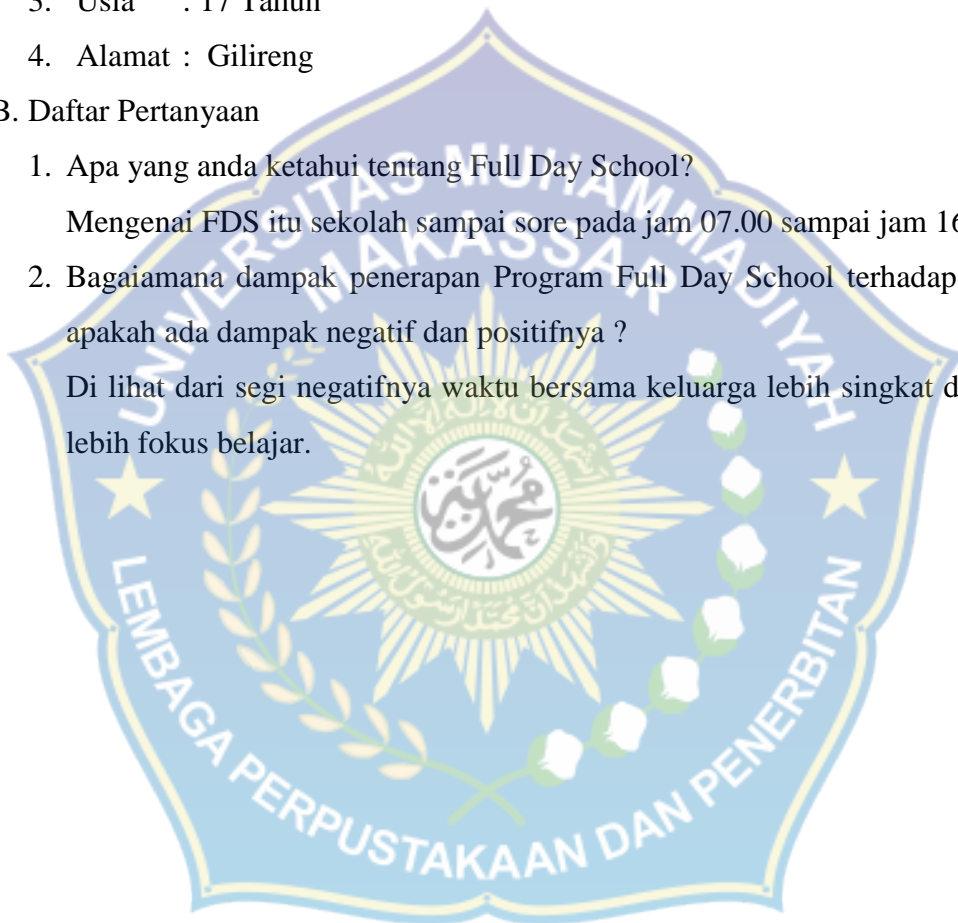 3. Usia : 17 Tahun
4. Alamat : Gilireng
B. Daftar Pertanyaan
1. Apa yang anda ketahui tentang Full Day School?
Mengenai FDS itu sekolah sampai sore pada jam 07.00 sampai jam 16
2. Bagaiamana dampak penerapan Program Full Day School terhadap
apakah ada dampak negatif dan positifnya ?
Di lihat dari segi negatifnya waktu bersama keluarga lebih singkat d
lebih fokus belajar.
UNIVERSITAS MUHAMMADIYAH
MAKASSAR
LEMBAGA PERPUSTAKAAN DAN PENERBITAN